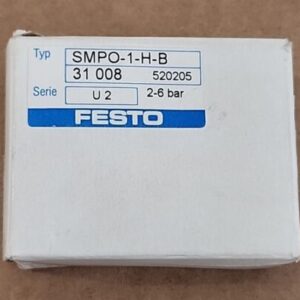 Typ SMPO-1-H-B
31 008 520205
Serie U 2 2-6 bar
FESTO